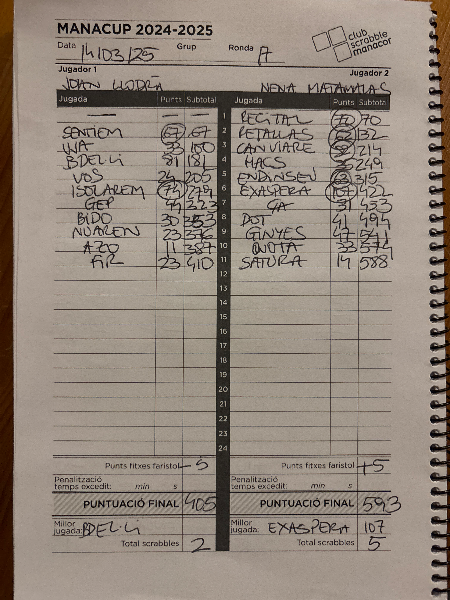 MANACUP 2024-2025
club scrabble manacor
Data 14/03/25 Grup Ronda A
Jugador 1 Jugador 2
JOAN LLODRÀ NENA MATAMALAS
Jugada Punts Subtotal Jugada Punts Subtotal
— — — 1 RECITAL 70 70
SENTIEM 67 67 2 PETALLAS 62 132
33 100 3 CANVIARE 82 214
BDEL·LI 81 181 4 MACS 35 249
VOS 24 205 5 315
ISOLAREM 74 279 6 EXASPERA 107 422
GEP 44 323 7 31 453
BIDO 30 353 8 DOT 41 494
23 376 9 GINYES 47 541
AZO 11 387 10 33 574
FIR 23 410 11 SATURA 14 588
12
13
14
15
16
17
18
19
20
21
22
23
24
Punts fitxes faristol -5 Punts fitxes faristol +5
Penalització temps excedit: min s Penalització temps excedit: min s
PUNTUACIÓ FINAL 405 PUNTUACIÓ FINAL 593
Millor jugada: BDEL·LI Millor jugada: EXASPERA 107
Total scrabbles 2 Total scrabbles 5